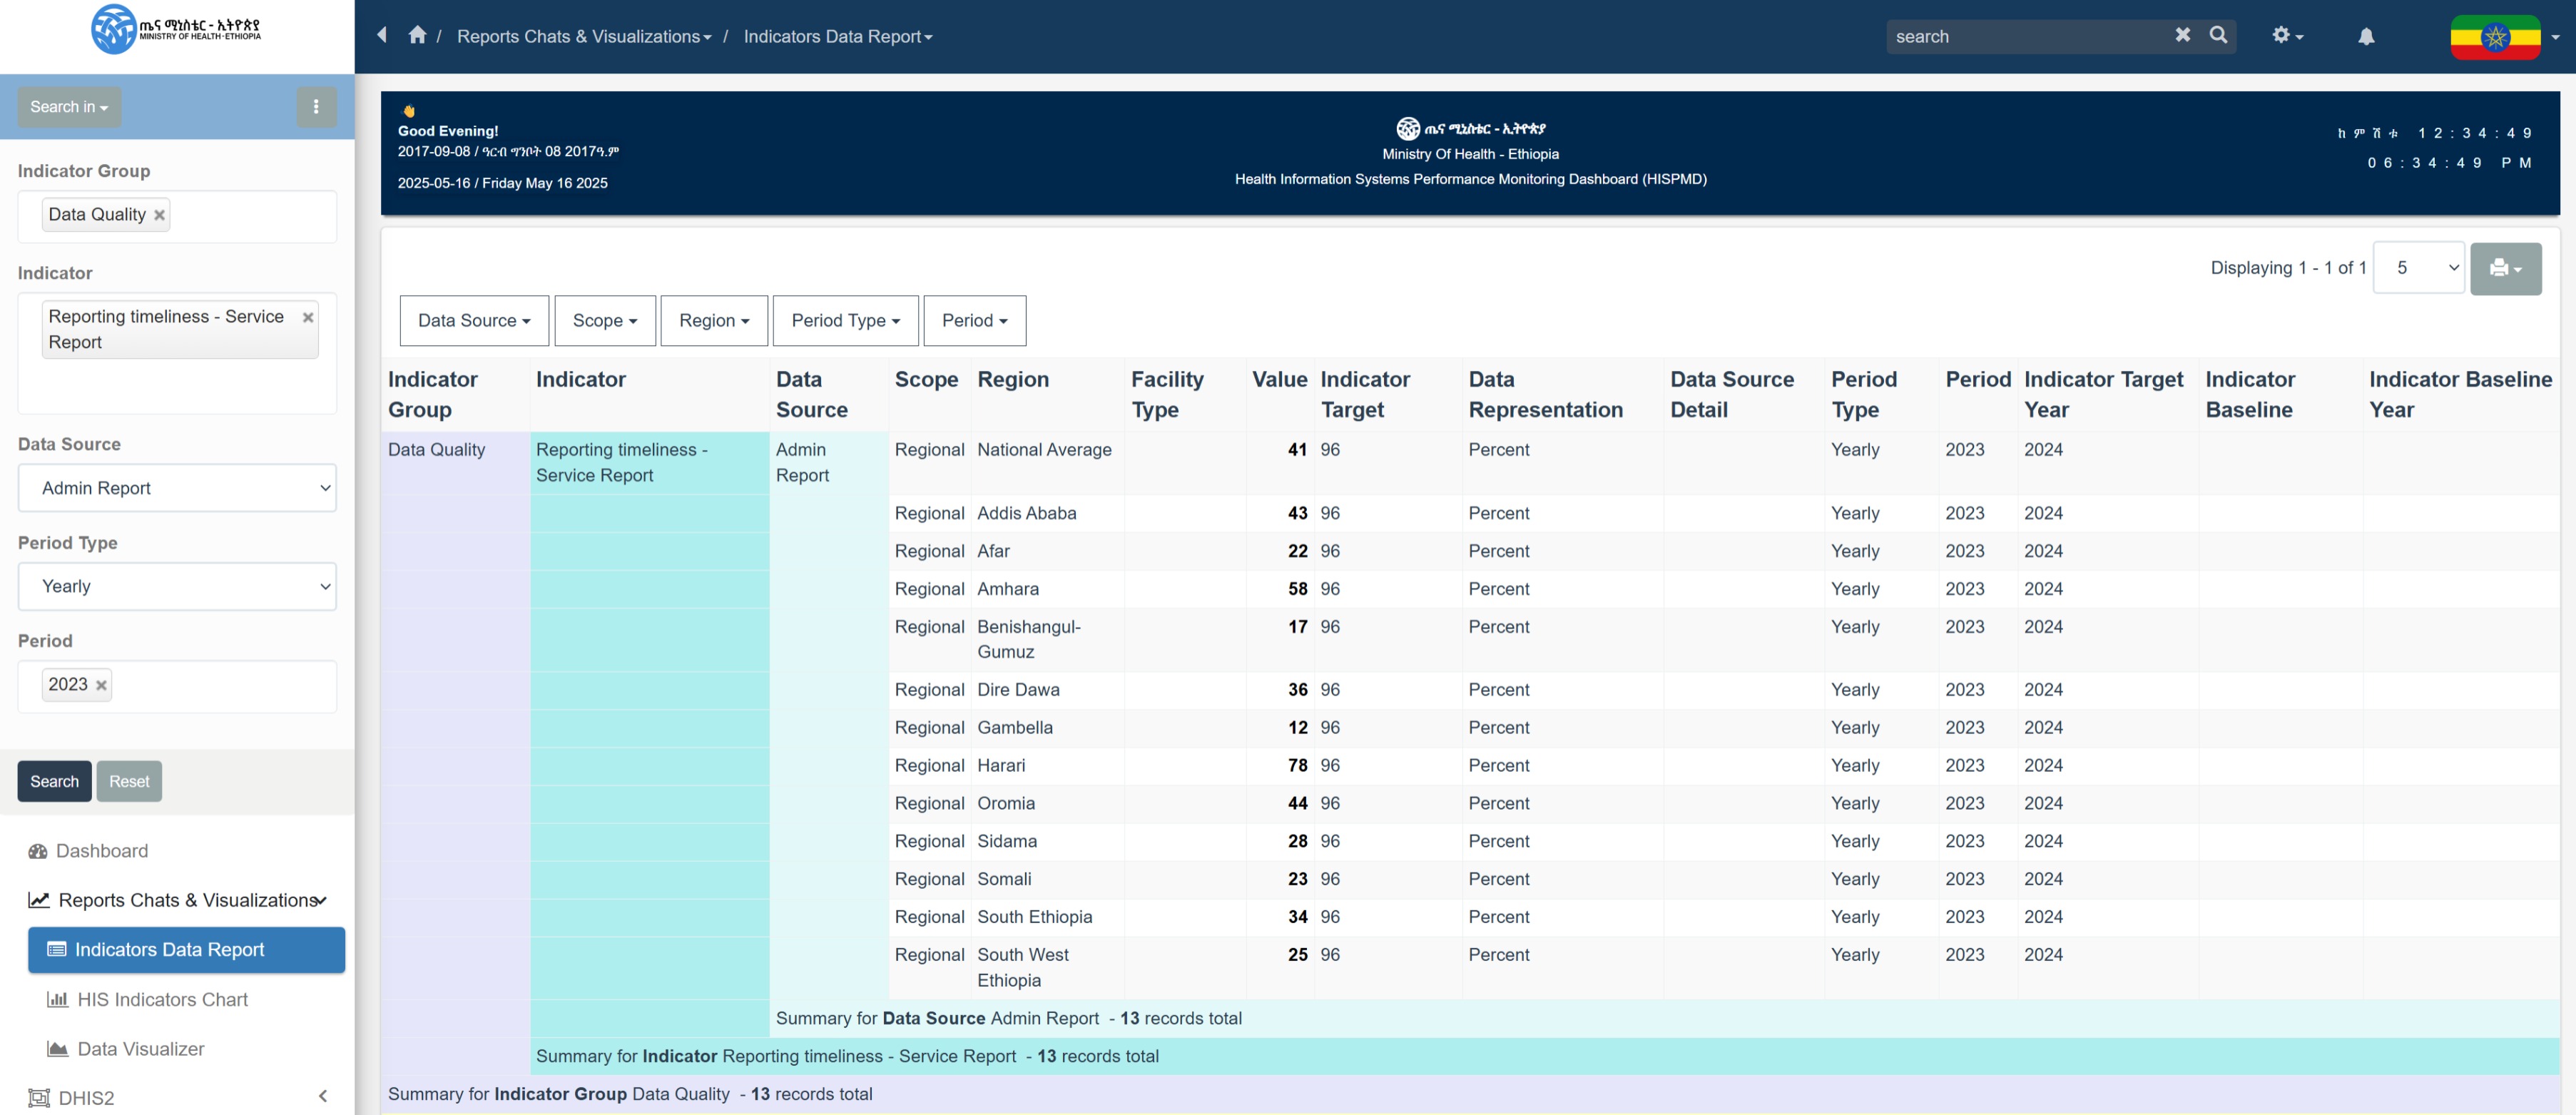 ጤና ሚኒስቴር - ኢትዮጵያ
MINISTRY OF HEALTH-ETHIOPIA
/ Reports Chats & Visualizations / Indicators Data Report
search
Search in
Indicator Group
Data Quality
Indicator
Reporting timeliness - Service
Report
Data Source
Admin Report
Period Type
Yearly
Period
2023
Search Reset
Dashboard
Reports Chats & Visualizations
Indicators Data Report
HIS Indicators Chart
Data Visualizer
DHIS2
Good Evening!
2017-09-08 / ዓርብ ግንቦት 08 2017ዓ.ም
2025-05-16 / Friday May 16 2025
ጤና ሚኒስቴር - ኢትዮጵያ
Ministry Of Health - Ethiopia
Health Information Systems Performance Monitoring Dashboard (HISPMD)
ከምሽቱ 12:34:49
06:34:49 PM
Displaying 1 - 1 of 1 5
Data Source Scope Region Period Type Period
Indicator Group Indicator Data Source Scope Region Facility Type Value Indicator Target Data Representation Data Source Detail Period Type Period Indicator Target Year Indicator Baseline Indicator Baseline Year
Data Quality Reporting timeliness - Service Report Admin Report Regional National Average 41 96 Percent Yearly 2023 2024
Regional Addis Ababa 43 96 Percent Yearly 2023 2024
Regional Afar 22 96 Percent Yearly 2023 2024
Regional Amhara 58 96 Percent Yearly 2023 2024
Regional Benishangul-Gumuz 17 96 Percent Yearly 2023 2024
Regional Dire Dawa 36 96 Percent Yearly 2023 2024
Regional Gambella 12 96 Percent Yearly 2023 2024
Regional Harari 78 96 Percent Yearly 2023 2024
Regional Oromia 44 96 Percent Yearly 2023 2024
Regional Sidama 28 96 Percent Yearly 2023 2024
Regional Somali 23 96 Percent Yearly 2023 2024
Regional South Ethiopia 34 96 Percent Yearly 2023 2024
Regional South West Ethiopia 25 96 Percent Yearly 2023 2024
Summary for Data Source Admin Report - 13 records total
Summary for Indicator Reporting timeliness - Service Report - 13 records total
Summary for Indicator Group Data Quality - 13 records total